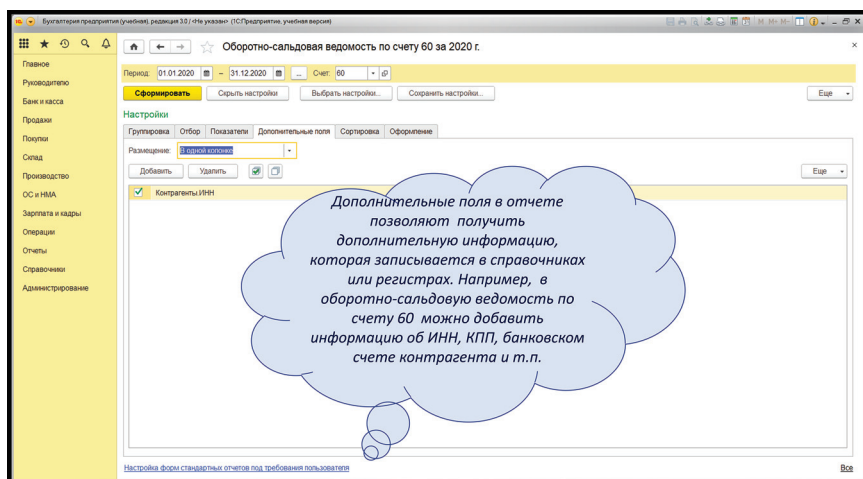 Бухгалтерия предприятия (учебная), редакция 3.0 / <Не указан> (1С:Предприятие, учебная версия)
M M+ M-
Главное
Руководителю
Банк и касса
Продажи
Покупки
Склад
Производство
ОС и НМА
Зарплата и кадры
Операции
Отчеты
Справочники
Администрирование
Оборотно-сальдовая ведомость по счету 60 за 2020 г.
Период: 01.01.2020 – 31.12.2020 ... Счет: 60
Сформировать Скрыть настройки Выбрать настройки... Сохранить настройки... Еще
Настройки
Группировка Отбор Показатели Дополнительные поля Сортировка Оформление
Размещение: В одной колонке
Добавить Удалить Еще
Контрагенты.ИНН
Дополнительные поля в отчете
позволяют получить
дополнительную информацию,
которая записывается в справочниках
или регистрах. Например, в
оборотно-сальдовую ведомость по
счету 60 можно добавить
информацию об ИНН, КПП, банковском
счете контрагента и т.п.
Настройка форм стандартных отчетов под требования пользователя Все